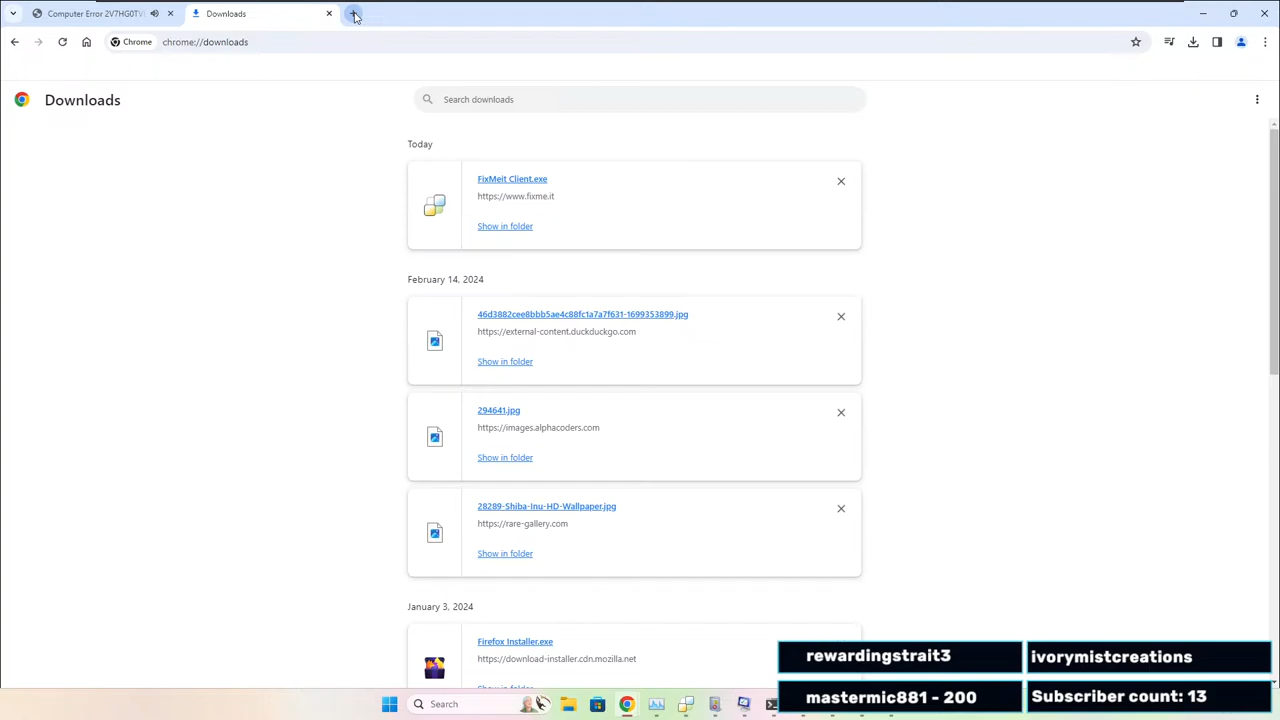 Computer Error 2V7HG0TV
Downloads
Chrome
chrome://downloads
Downloads
Search downloads
Today
FixMeit Client.exe
https://www.fixme.it
Show in folder
February 14, 2024
46d3882cee8bbb5ae4c88fc1a7a7f631-1699353899.jpg
https://external-content.duckduckgo.com
Show in folder
294641.jpg
https://images.alphacoders.com
Show in folder
28289-Shiba-Inu-HD-Wallpaper.jpg
https://rare-gallery.com
Show in folder
January 3, 2024
Firefox Installer.exe
https://download-installer.cdn.mozilla.net
Show in folder
rewardingstrait3
ivorymistcreations
mastermic881 - 200
Subscriber count: 13
Search